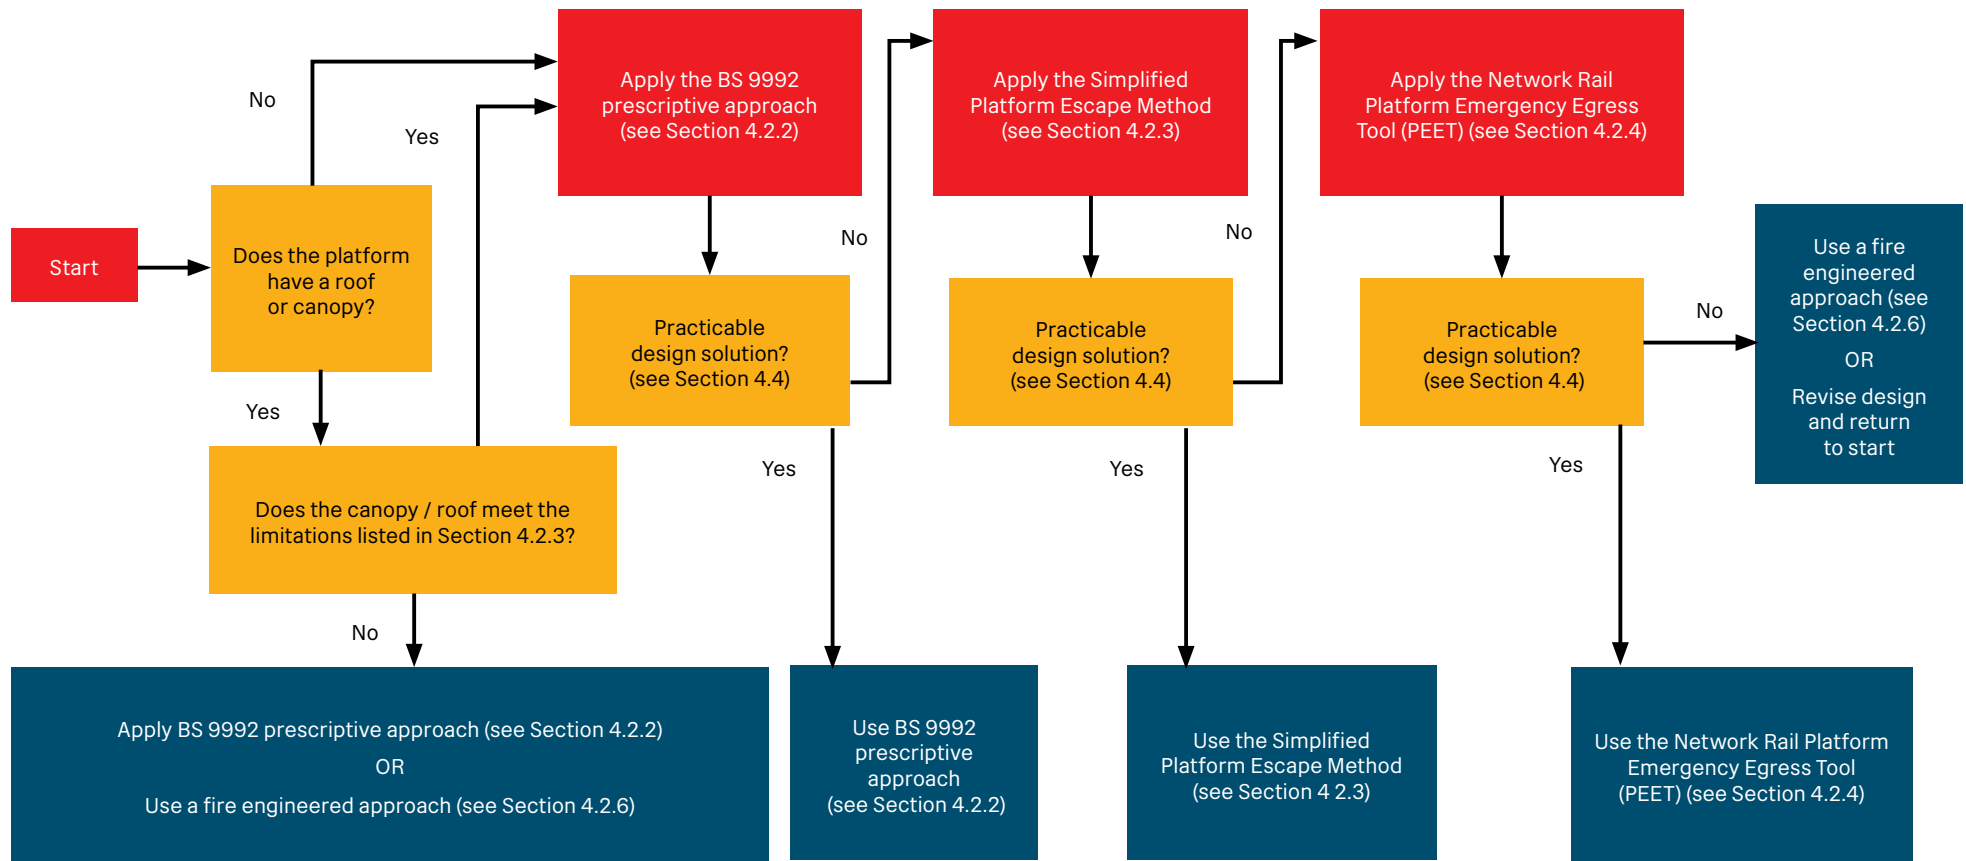 Start
No
Does the platform
have a roof
or canopy?
Yes
Does the canopy / roof meet the
limitations listed in Section 4.2.3?
Yes
No
Apply BS 9992 prescriptive approach (see Section 4.2.2)
OR
Use a fire engineered approach (see Section 4.2.6)
Apply the BS 9992
prescriptive approach
(see Section 4.2.2)
Practicable
design solution?
(see Section 4.4)
No
Yes
Use BS 9992
prescriptive
approach
(see Section 4.2.2)
Apply the Simplified
Platform Escape Method
(see Section 4.2.3)
Practicable
design solution?
(see Section 4.4)
No
Yes
Use the Simplified
Platform Escape Method
(see Section 4 2.3)
Apply the Network Rail
Platform Emergency Egress
Tool (PEET) (see Section 4.2.4)
Practicable
design solution?
(see Section 4.4)
No
Yes
Use the Network Rail Platform
Emergency Egress Tool
(PEET) (see Section 4.2.4)
Use a fire
engineered
approach (see
Section 4.2.6)
OR
Revise design
and return
to start